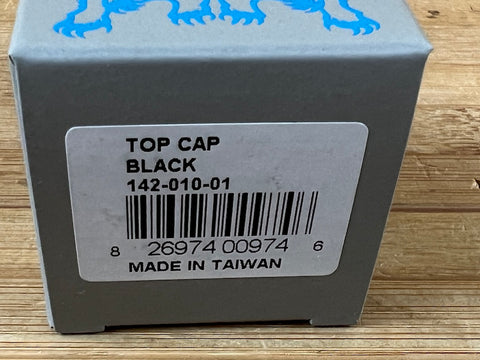 TOP CAP
BLACK
142-010-01
8 26974 00974 6
MADE IN TAIWAN